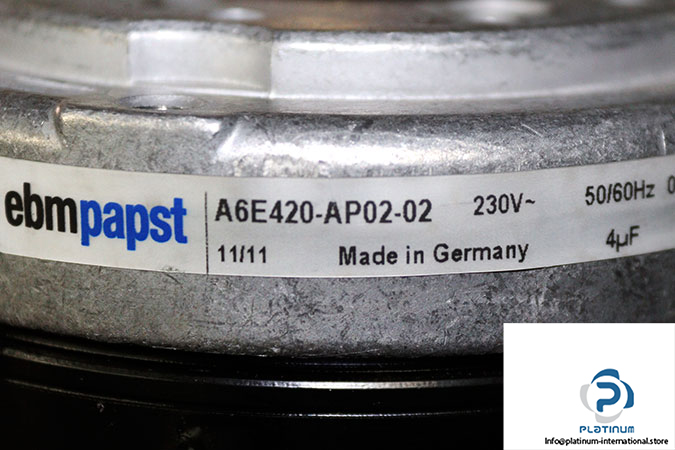 ebmpapst
A6E420-AP02-02 230V~ 50/60Hz
11/11 Made in Germany 4µF
PLATINUM
Info@platinum-international.store